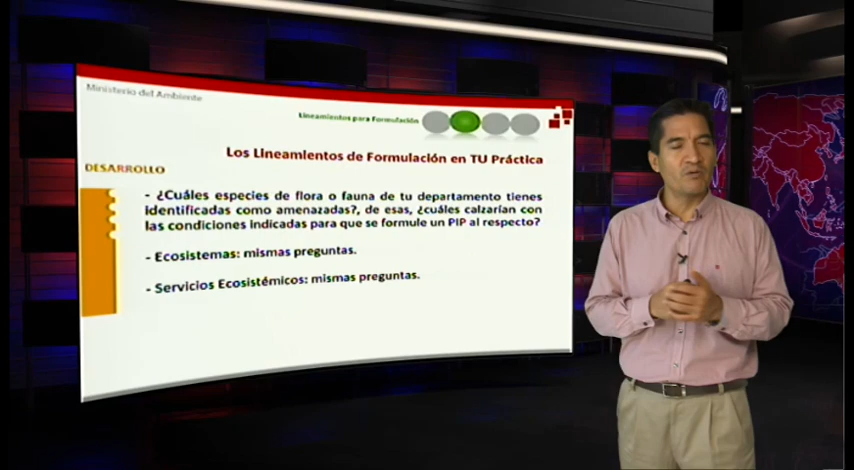 Ministerio del Ambiente
Lineamientos para Formulación
Los Lineamientos de Formulación en TU Práctica
DESARROLLO
- ¿Cuáles especies de flora o fauna de tu departamento tienes
identificadas como amenazadas?, de esas, ¿cuáles calzarían con
las condiciones indicadas para que se formule un PIP al respecto?
- Ecosistemas: mismas preguntas.
- Servicios Ecosistémicos: mismas preguntas.